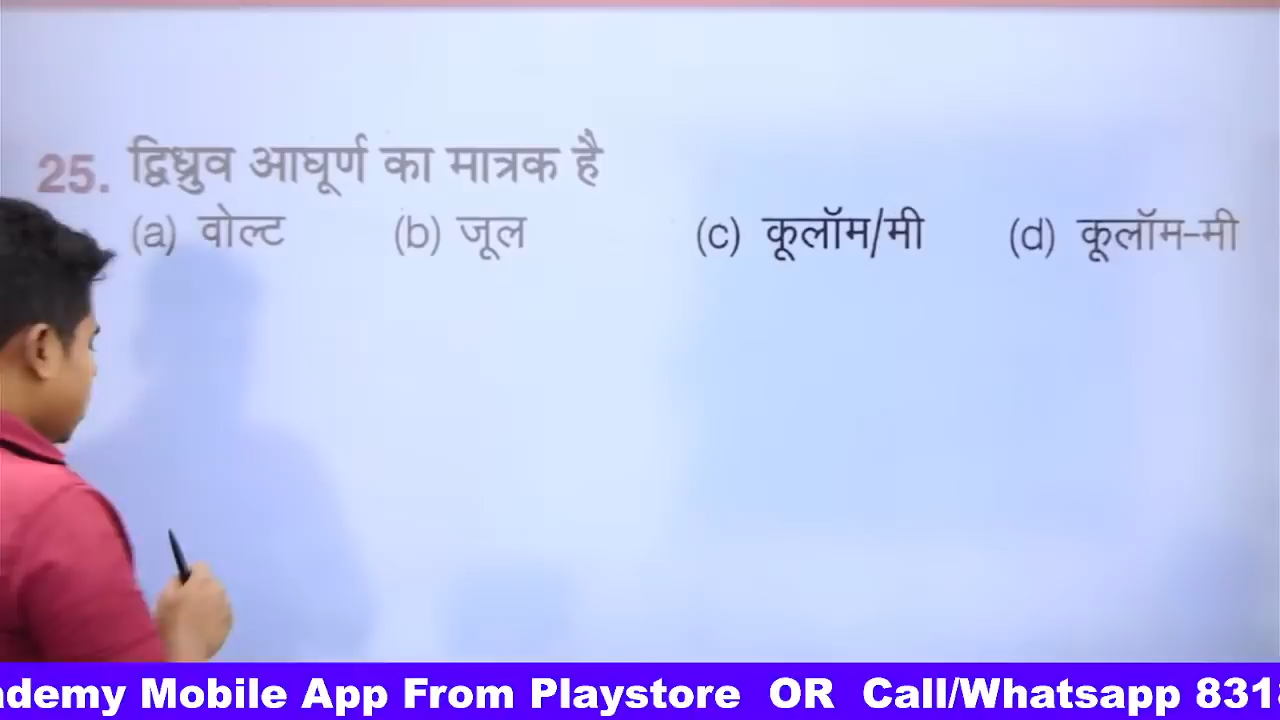 25. द्विध्रुव आघूर्ण का मात्रक है
(a) वोल्ट (b) जूल (c) कूलॉम/मी (d) कूलॉम-मी
ademy Mobile App From Playstore OR Call/Whatsapp 831